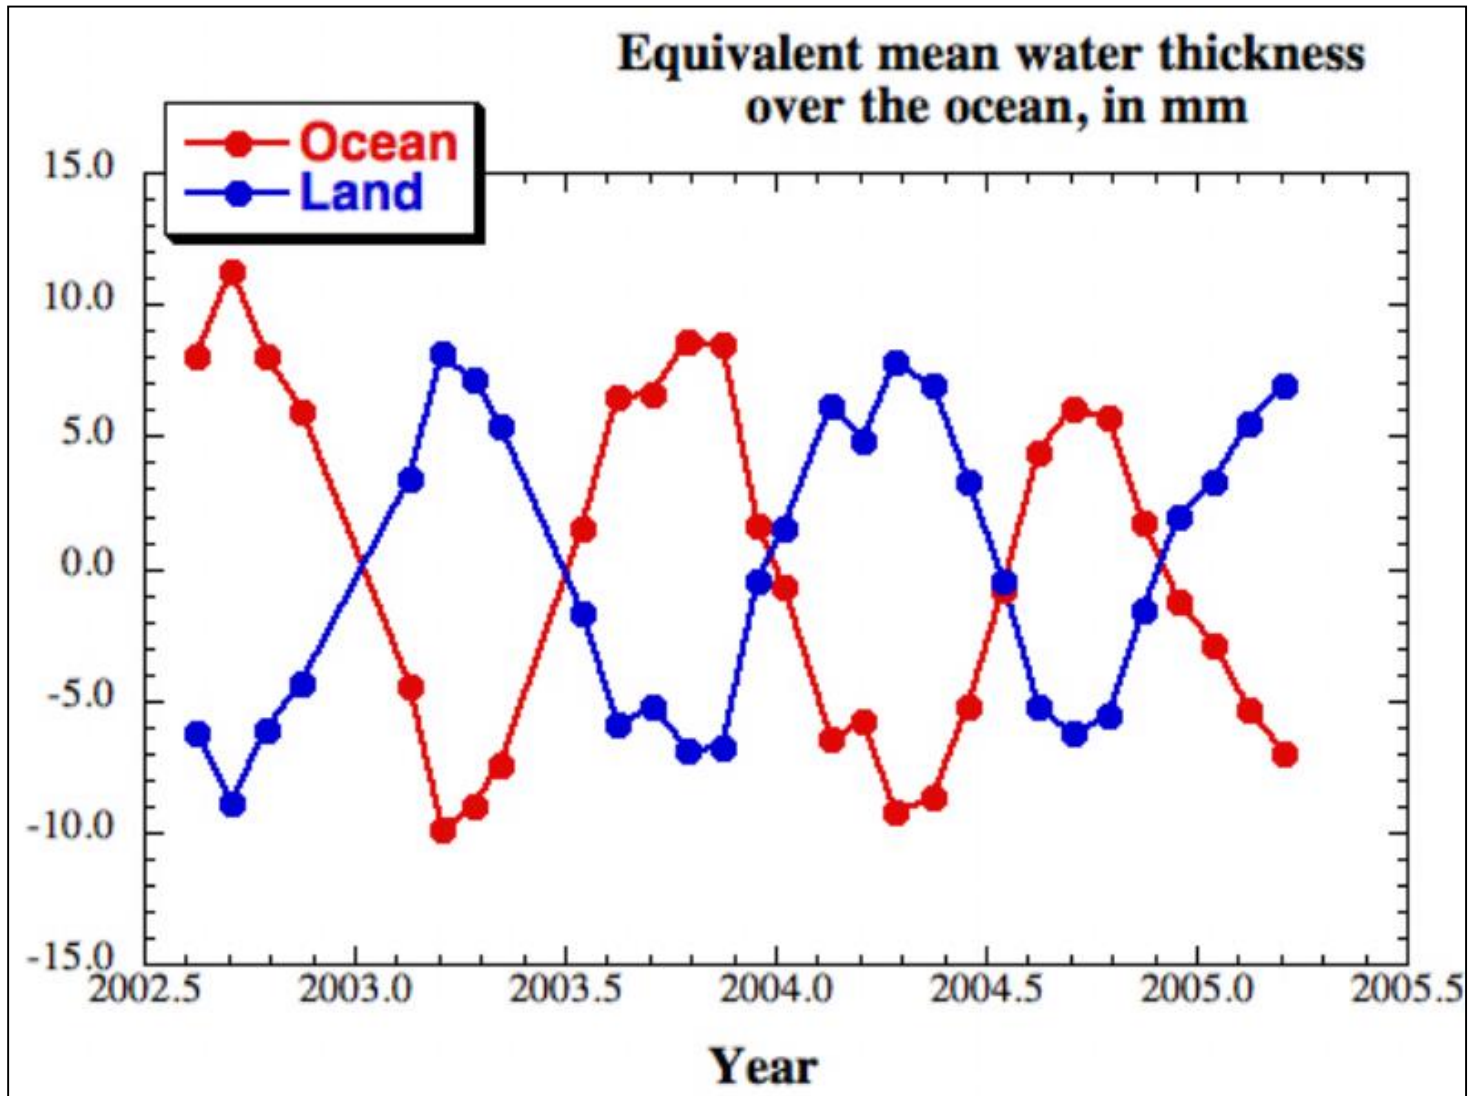 Equivalent mean water thickness
over the ocean, in mm
Ocean
Land
15.0
10.0
5.0
0.0
-5.0
-10.0
-15.0
2002.5 2003.0 2003.5 2004.0 2004.5 2005.0 2005.5
Year